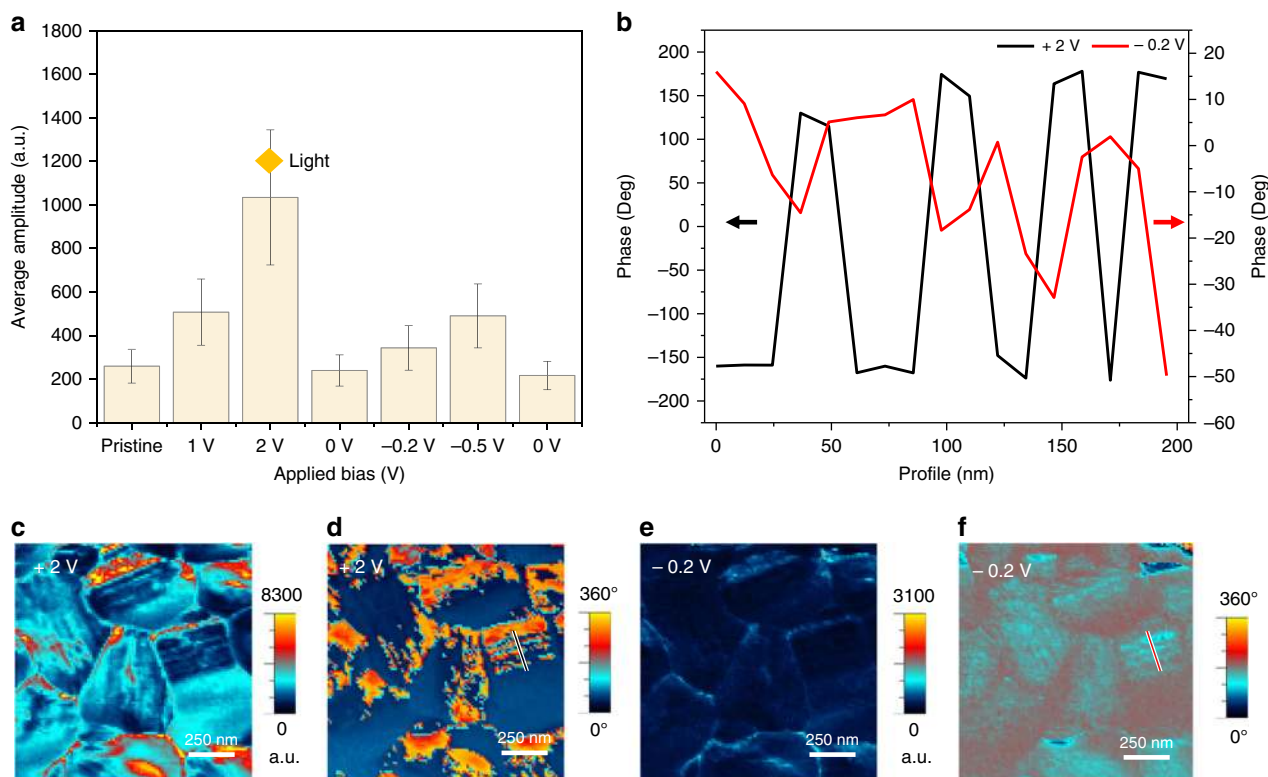 a
1800
1600
1400
1200
1000
800
600
400
200
0
Average amplitude (a.u.)
Light
Pristine 1 V 2 V 0 V –0.2 V –0.5 V 0 V
Applied bias (V)
b
+ 2 V – 0.2 V
200
150
100
50
0
–50
–100
–150
–200
Phase (Deg)
20
10
0
–10
–20
–30
–40
–50
–60
Phase (Deg)
0 50 100 150 200
Profile (nm)
c
+ 2 V
250 nm
8300
0
a.u.
d
+ 2 V
250 nm
360°
0°
e
– 0.2 V
250 nm
3100
0
a.u.
f
– 0.2 V
250 nm
360°
0°